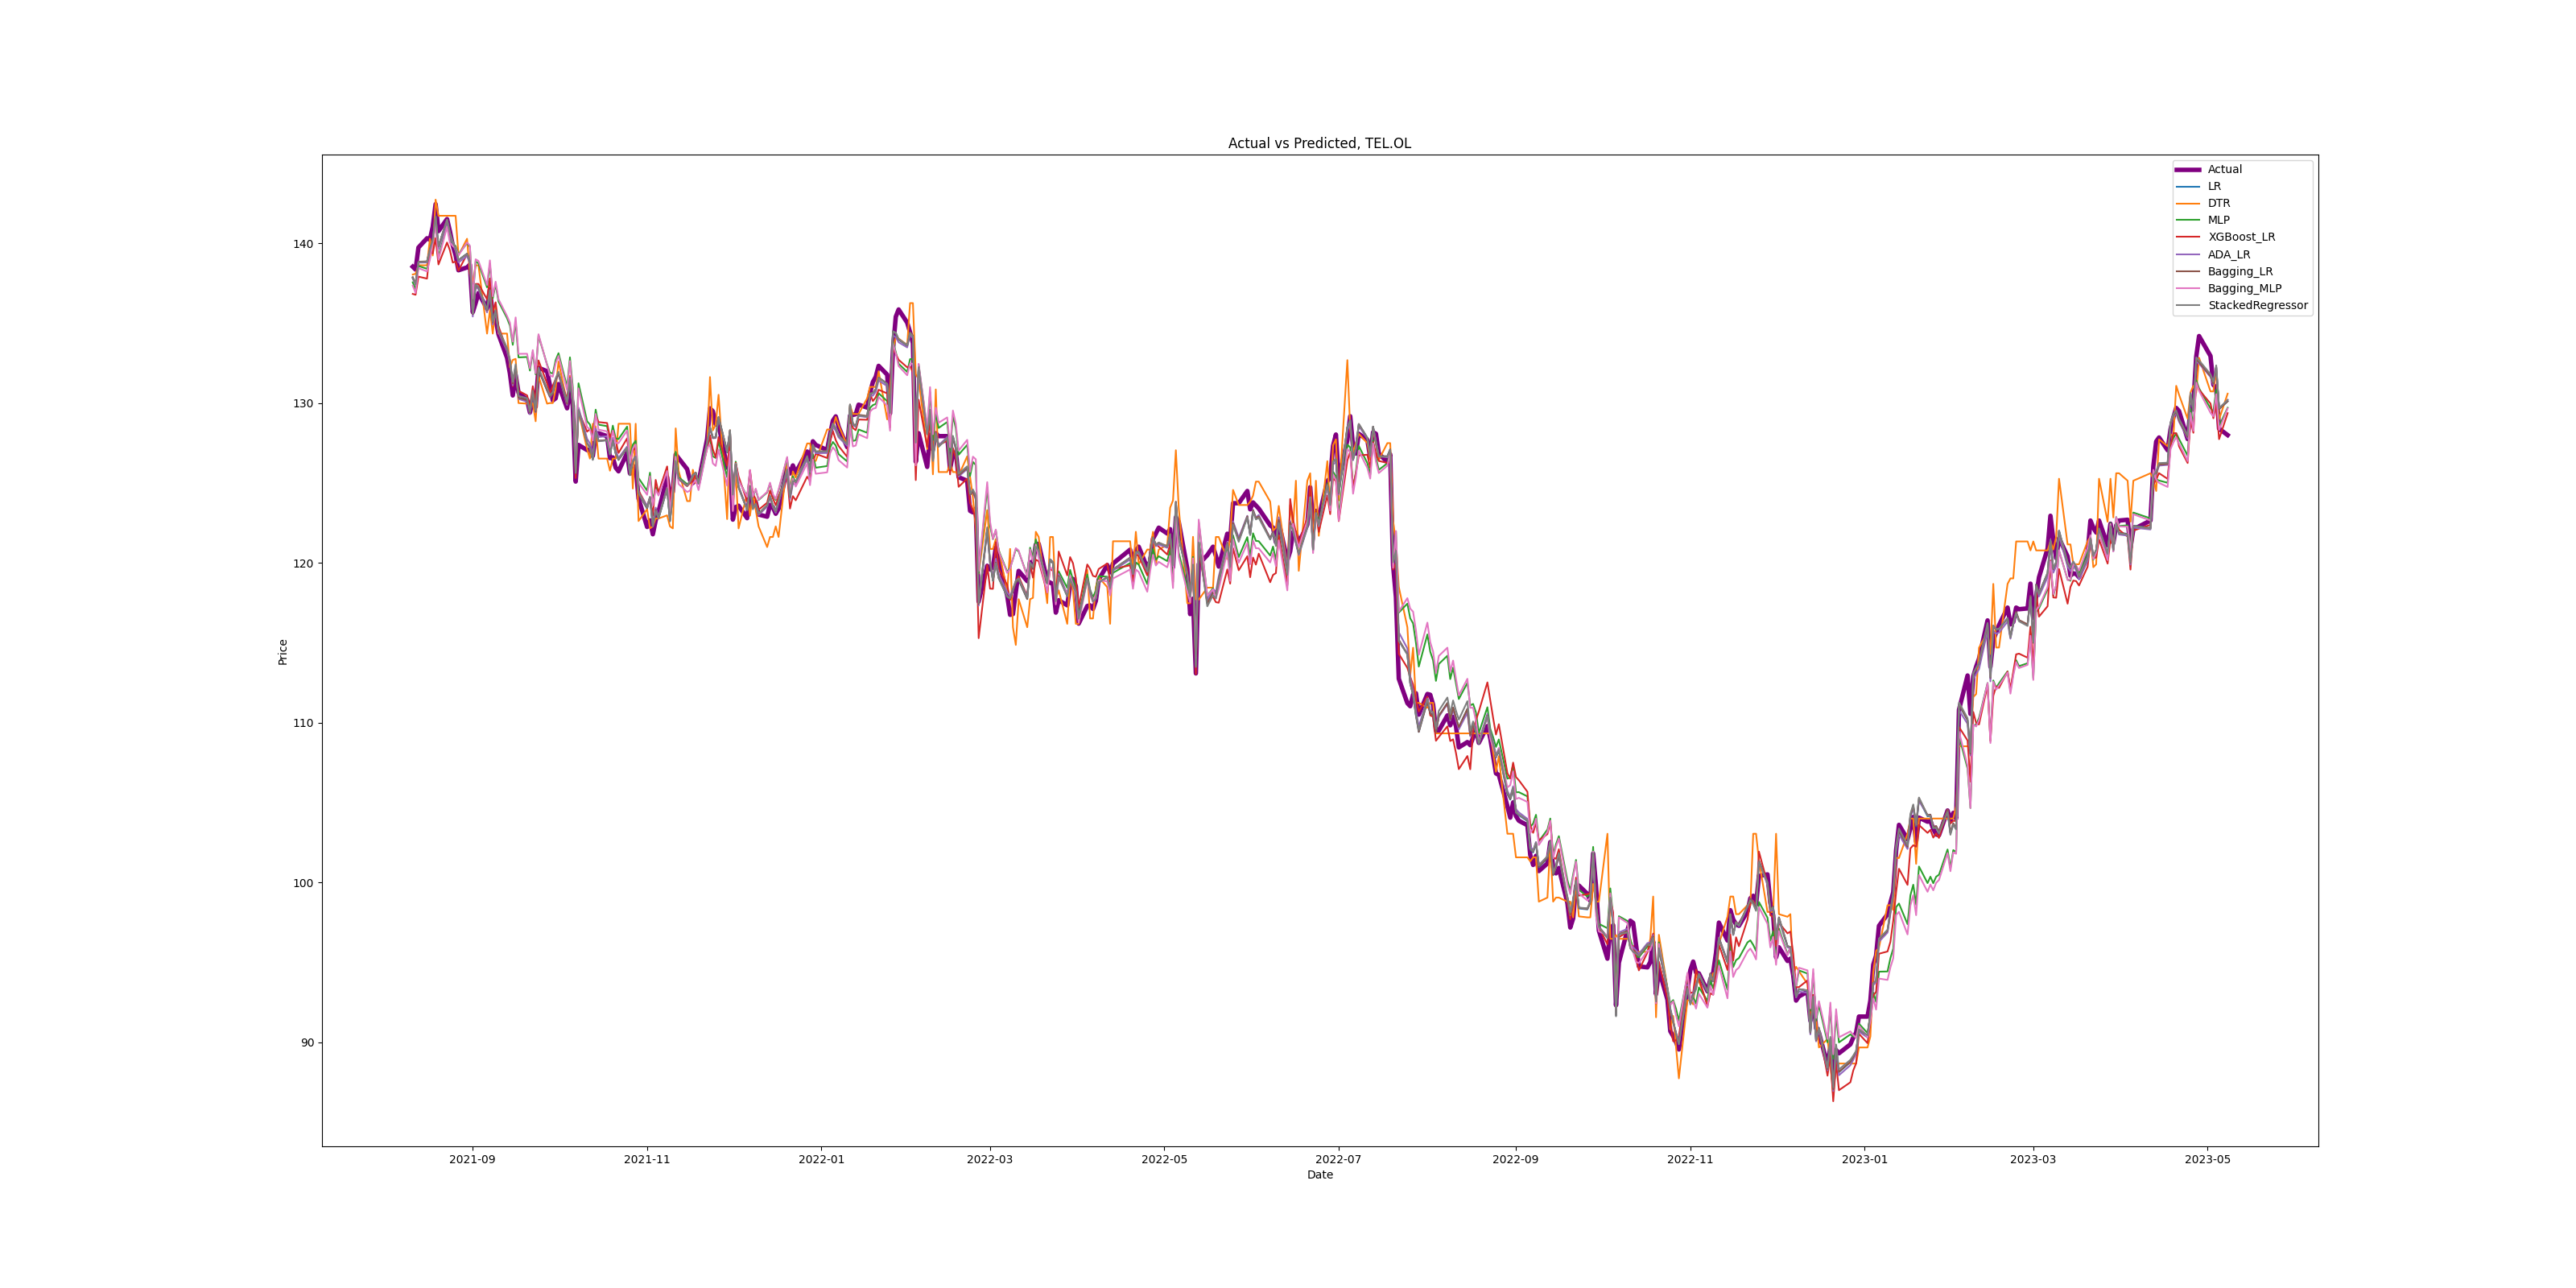 Actual vs Predicted, TEL.OL
Actual
LR
DTR
MLP
XGBoost_LR
ADA_LR
Bagging_LR
Bagging_MLP
StackedRegressor
140
130
120
110
100
90
Price
2021-09
2021-11
2022-01
2022-03
2022-05
2022-07
2022-09
2022-11
2023-01
2023-03
2023-05
Date